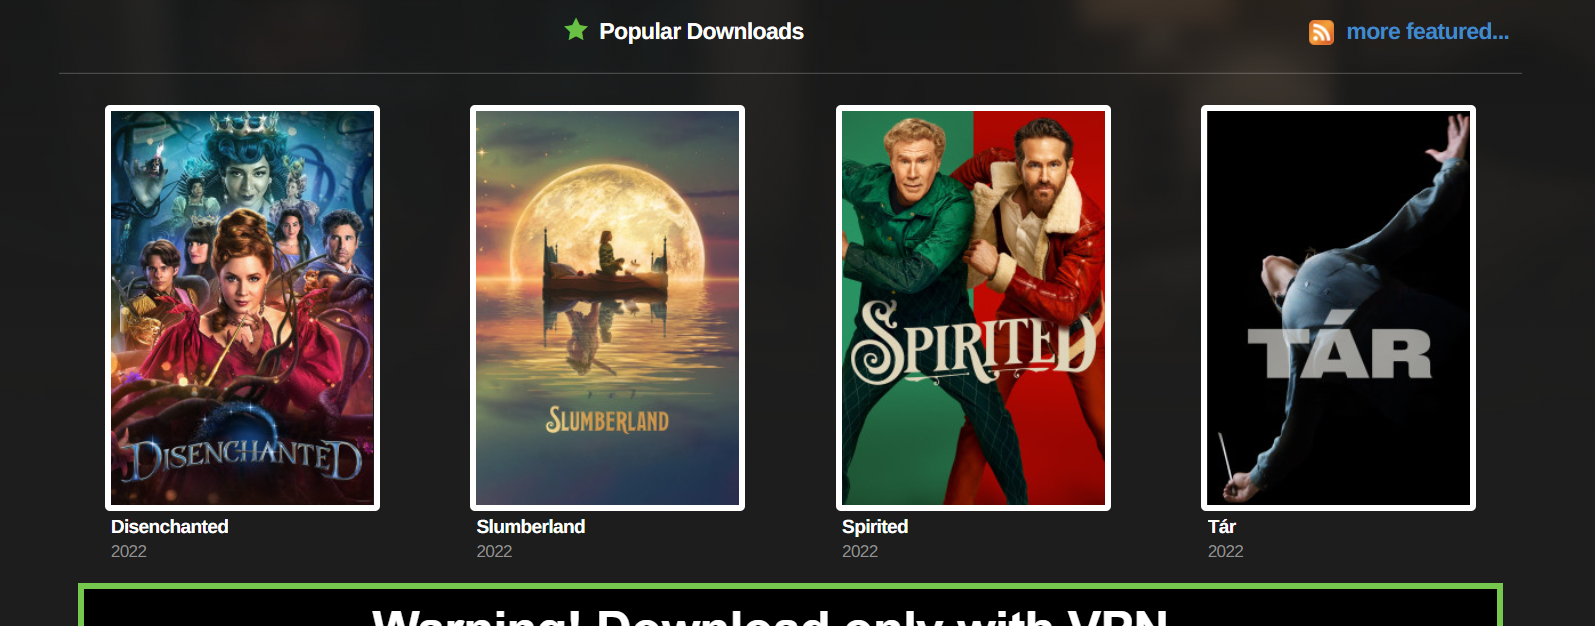 Popular Downloads
more featured...
DISENCHANTED
SLUMBERLAND
SPIRITED
TÁR
Disenchanted
2022
Slumberland
2022
Spirited
2022
Tár
2022
Warning! Download only with VPN